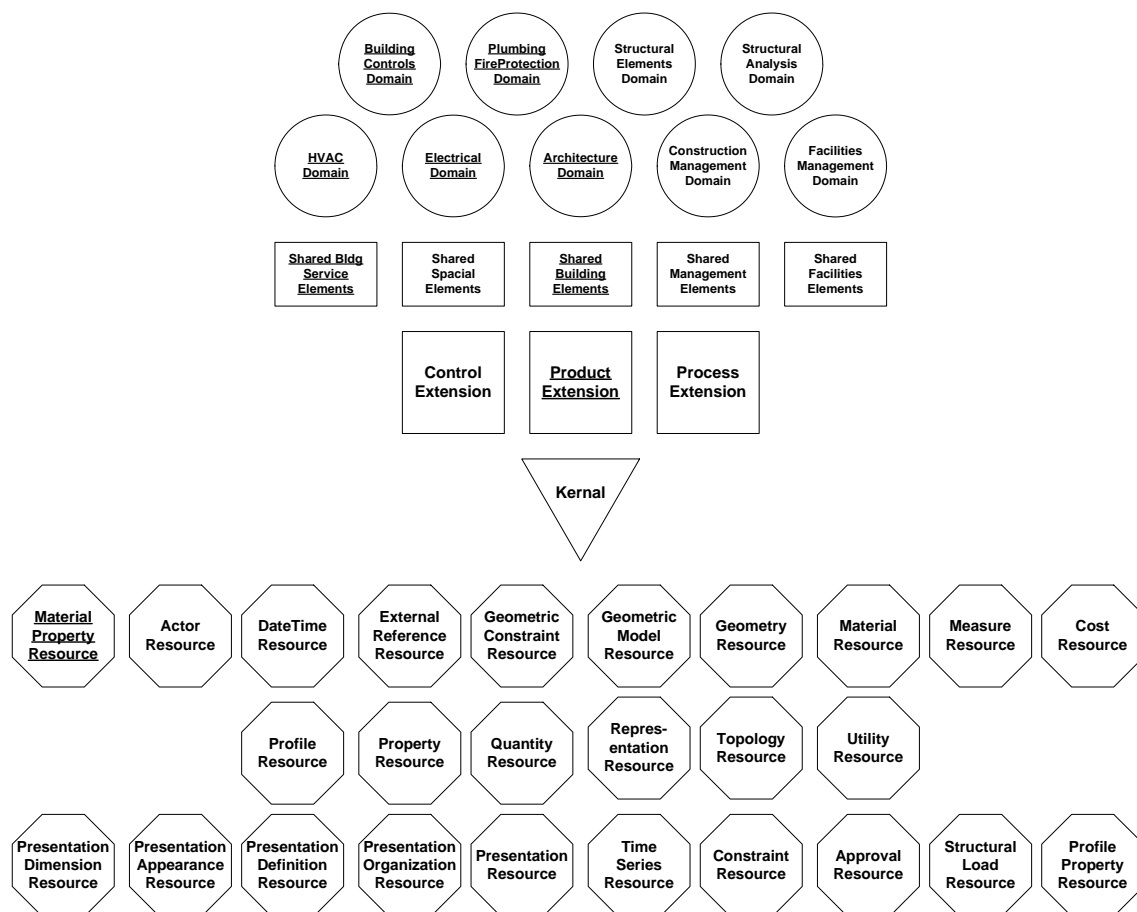 Building
Controls
Domain
Plumbing
FireProtection
Domain
Structural
Elements
Domain
Structural
Analysis
Domain
HVAC
Domain
Electrical
Domain
Architecture
Domain
Construction
Management
Domain
Facilities
Management
Domain
Shared Bldg
Service
Elements
Shared
Spacial
Elements
Shared
Building
Elements
Shared
Management
Elements
Shared
Facilities
Elements
Control
Extension
Product
Extension
Process
Extension
Kernal
Material
Property
Resource
Actor
Resource
DateTime
Resource
External
Reference
Resource
Geometric
Constraint
Resource
Geometric
Model
Resource
Geometry
Resource
Material
Resource
Measure
Resource
Cost
Resource
Profile
Resource
Property
Resource
Quantity
Resource
Repres-
entation
Resource
Topology
Resource
Utility
Resource
Presentation
Dimension
Resource
Presentation
Appearance
Resource
Presentation
Definition
Resource
Presentation
Organization
Resource
Presentation
Resource
Time
Series
Resource
Constraint
Resource
Approval
Resource
Structural
Load
Resource
Profile
Property
Resource